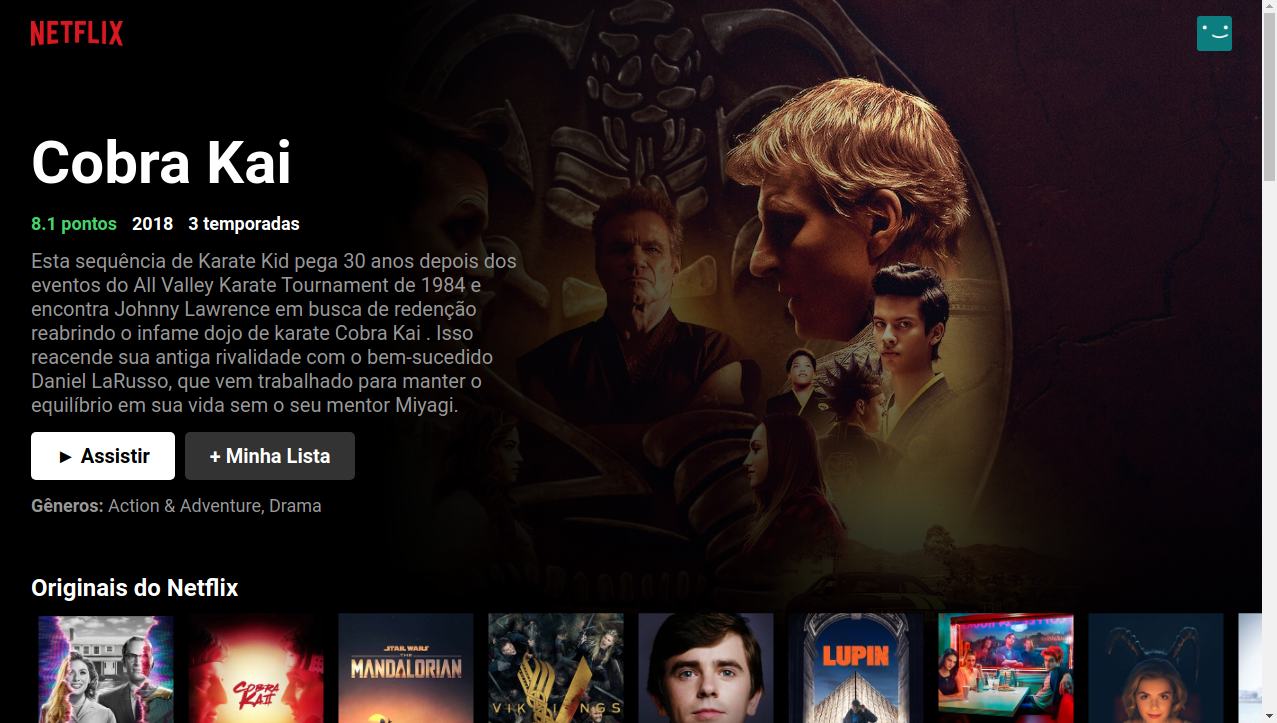 NETFLIX
Cobra Kai
8.1 pontos 2018 3 temporadas
Esta sequência de Karate Kid pega 30 anos depois dos
eventos do All Valley Karate Tournament de 1984 e
encontra Johnny Lawrence em busca de redenção
reabrindo o infame dojo de karate Cobra Kai . Isso
reacende sua antiga rivalidade com o bem-sucedido
Daniel LaRusso, que vem trabalhado para manter o
equilíbrio em sua vida sem o seu mentor Miyagi.
► Assistir + Minha Lista
Gêneros: Action & Adventure, Drama
Originais do Netflix
COBRA KAI
STAR WARS
THE
MANDALORIAN
VIKINGS
LUPIN